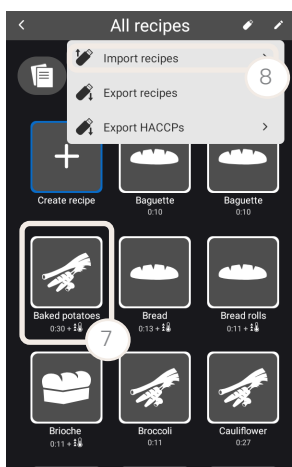 All recipes
Import recipes
8
Export recipes
Export HACCPs
Create recipe
Baguette
0:10
Baguette
0:10
Baked potatoes
0:30 +
7
Bread
0:13 +
Bread rolls
0:11 +
Brioche
0:11 +
Broccoli
0:11
Cauliflower
0:27